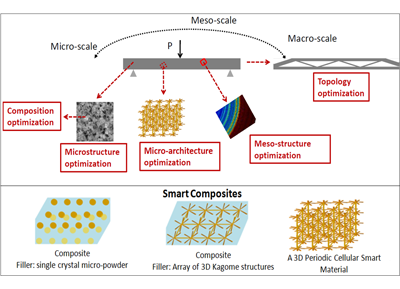 Meso-scale
Micro-scale
Macro-scale
P
Topology
optimization
Composition
optimization
Microstructure
optimization
Micro-architecture
optimization
Meso-structure
optimization
Smart Composites
Composite
Filler: single crystal micro-powder
Composite
Filler: Array of 3D Kagome structures
A 3D Periodic Cellular Smart
Material